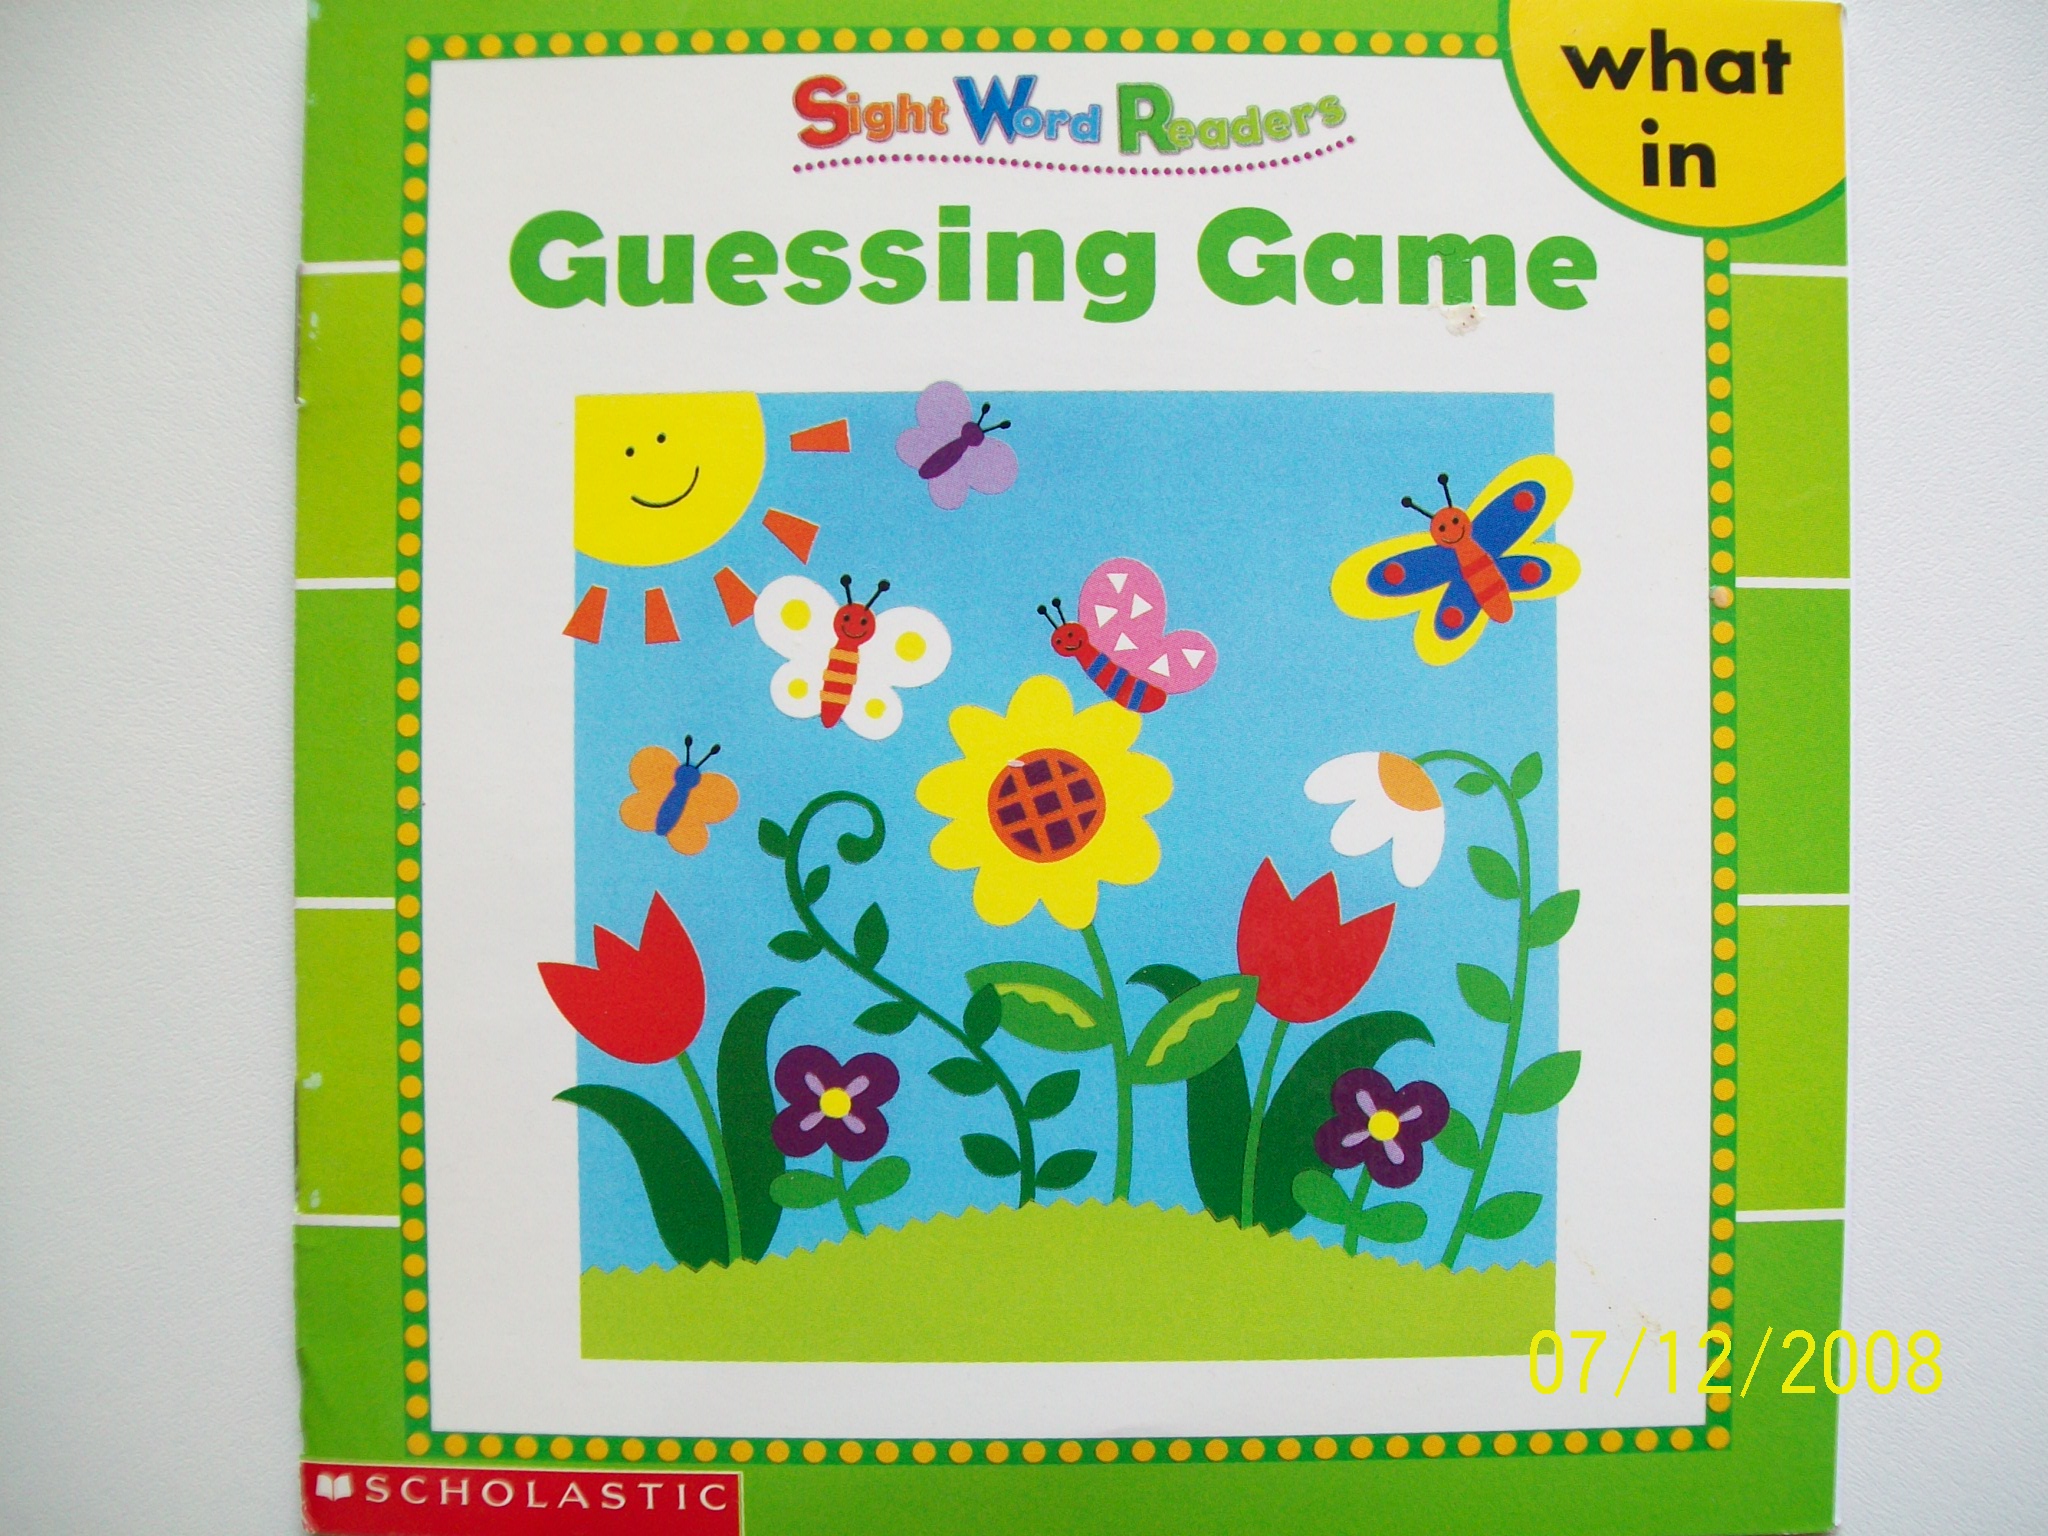 what
in
Sight Word Readers
Guessing Game
07/12/2008
SCHOLASTIC